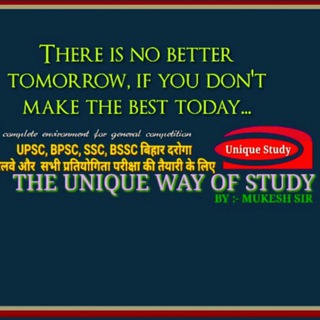 THERE IS NO BETTER
TOMORROW, IF YOU DON'T
MAKE THE BEST TODAY...
complete environment for general competition
UPSC, BPSC, SSC, BSSC बिहार दरोगा
Unique Study
लवे और सभी प्रतियोगिता परीक्षा की तैयारी के लिए
THE UNIQUE WAY OF STUDY
BY :- MUKESH SIR